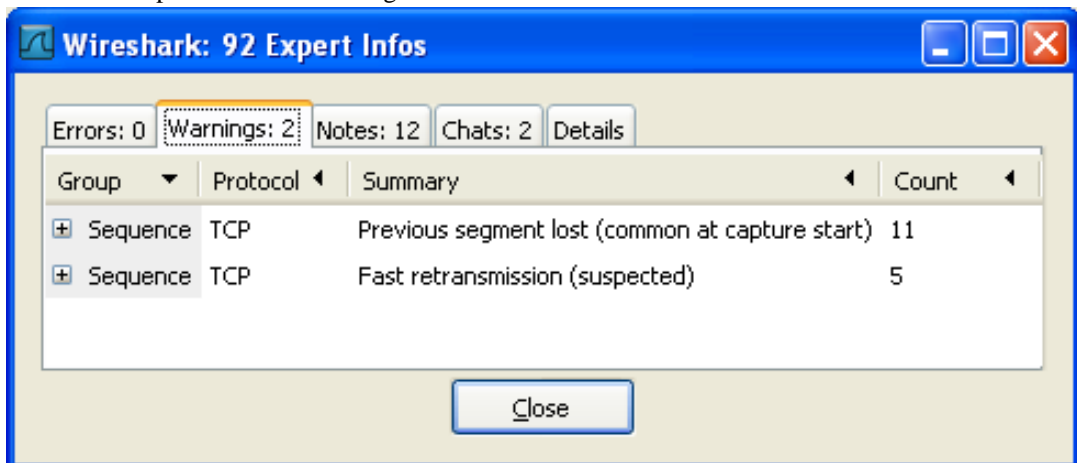 Wireshark: 92 Expert Infos
Errors: 0 Warnings: 2 Notes: 12 Chats: 2 Details
Group Protocol Summary Count
Sequence TCP Previous segment lost (common at capture start) 11
Sequence TCP Fast retransmission (suspected) 5
Close